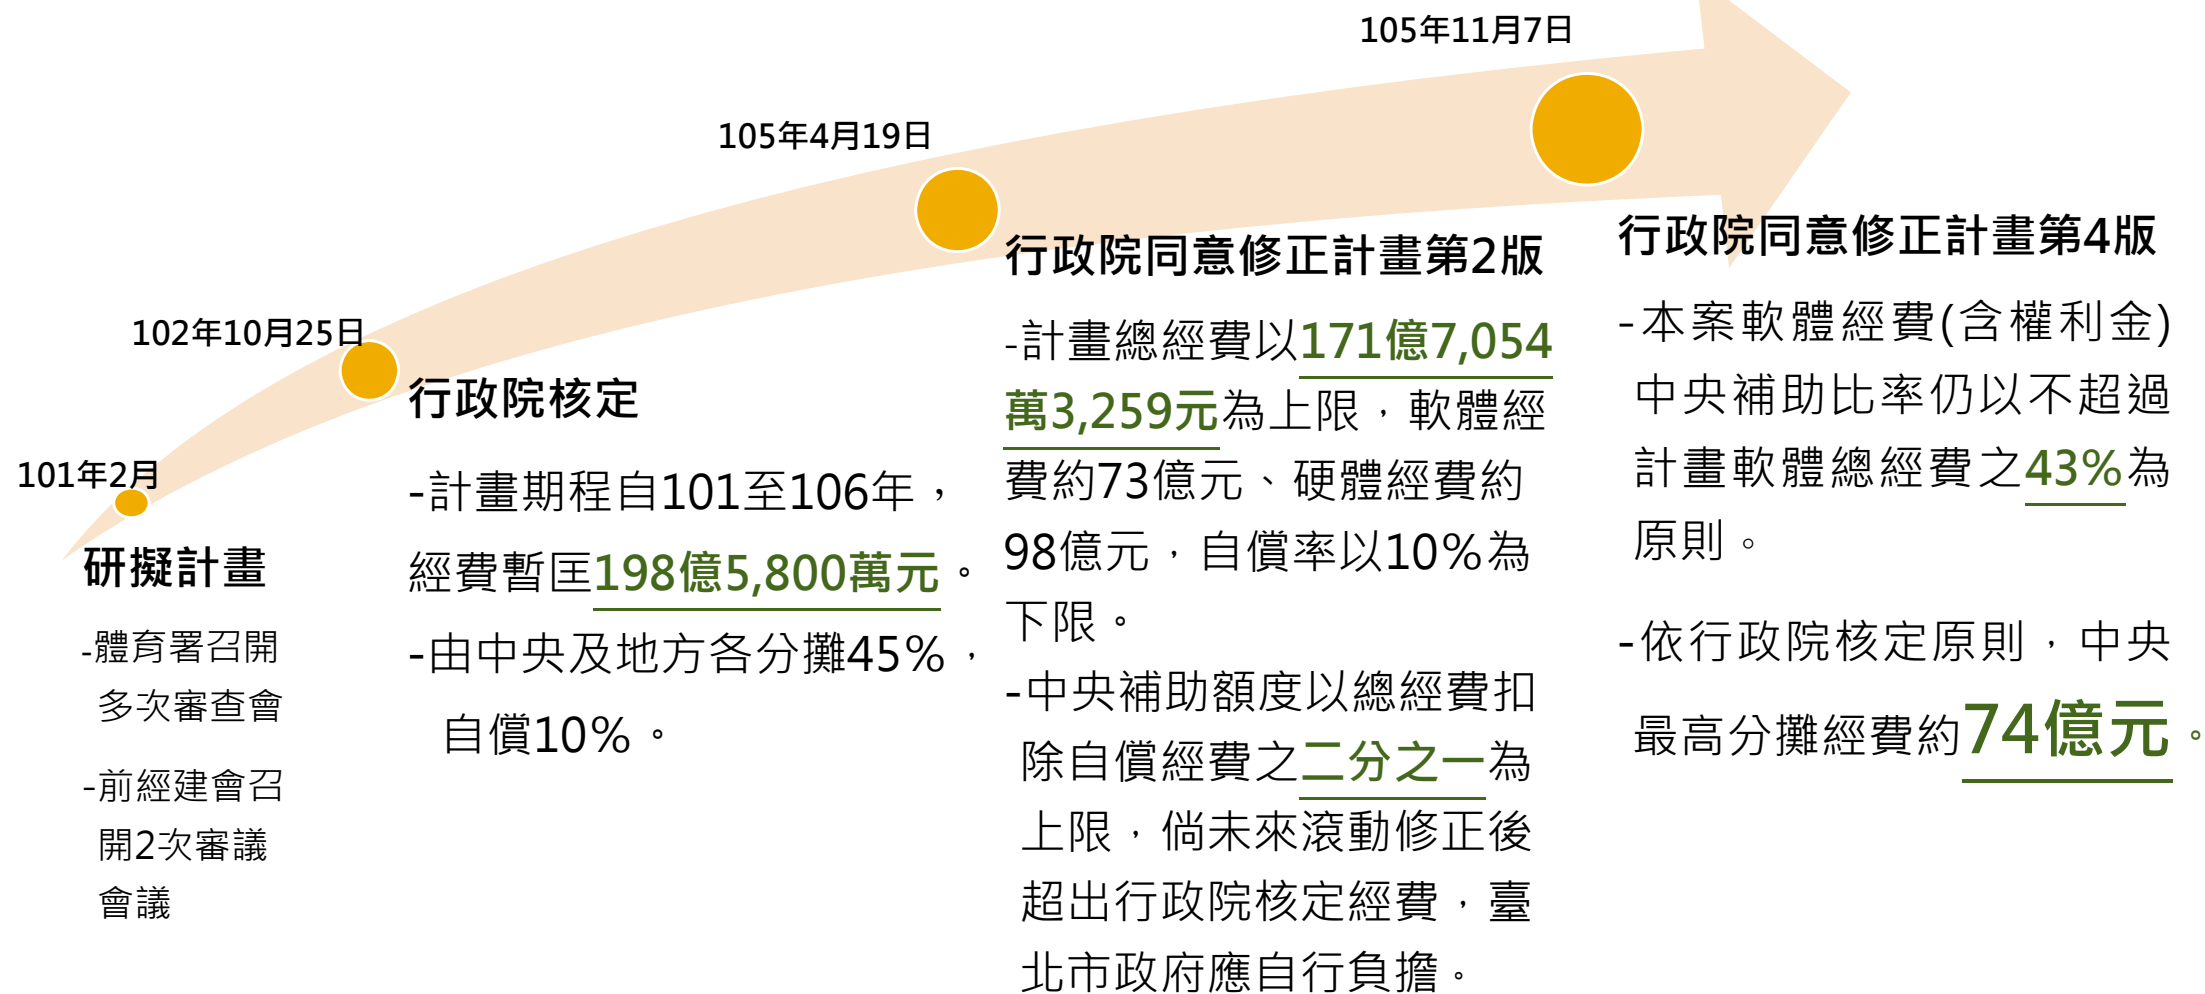 101年2月
研擬計畫
-體育署召開
多次審查會
-前經建會召
開2次審議
會議
102年10月25日
行政院核定
-計畫期程自101至106年，
經費暫匡198億5,800萬元。
-由中央及地方各分攤45%，
自償10%。
105年4月19日
行政院同意修正計畫第2版
-計畫總經費以171億7,054
萬3,259元為上限，軟體經
費約73億元、硬體經費約
98億元，自償率以10%為
下限。
-中央補助額度以總經費扣
除自償經費之二分之一為
上限，倘未來滾動修正後
超出行政院核定經費，臺
北市政府應自行負擔。
105年11月7日
行政院同意修正計畫第4版
-本案軟體經費(含權利金)
中央補助比率仍以不超過
計畫軟體總經費之43%為
原則。
-依行政院核定原則，中央
最高分攤經費約74億元。